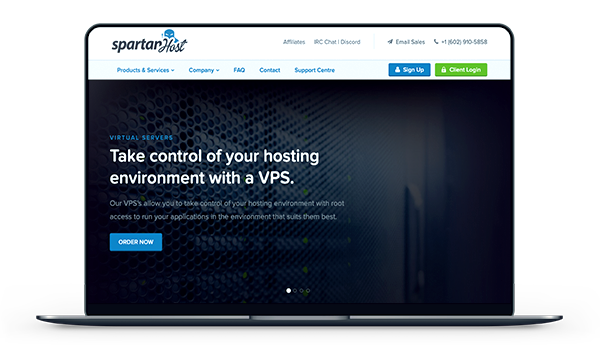 spartan Host
Affiliates IRC Chat | Discord Email Sales +1 (602) 910-5858
Products & Services Company FAQ Contact Support Centre Sign Up Client Login
VIRTUAL SERVERS
Take control of your hosting
environment with a VPS.
Our VPS's allow you to take control of your hosting environment with root
access to run your applications in the environment that suits them best.
ORDER NOW